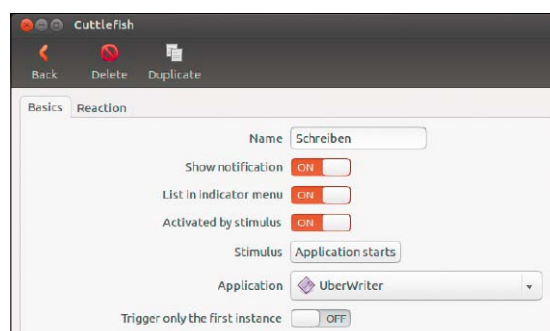 Cuttlefish
Back Delete Duplicate
Basics Reaction
Name Schreiben
Show notification ON
List in indicator menu ON
Activated by stimulus ON
Stimulus Application starts
Application UberWriter
Trigger only the first instance OFF